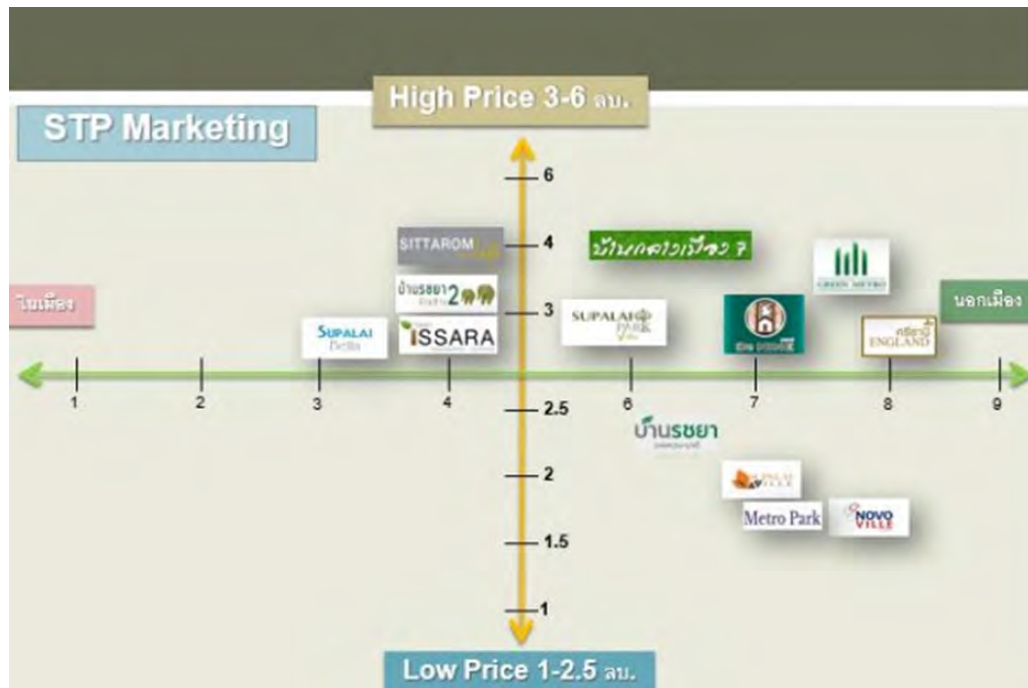 High Price 3-6 ลบ.
STP Marketing
6
SITTAROM
บ้านกลางเมือง 7
4
GREEN METRO
ในเมือง
บ้านรชยา
2
3
SUPALAI
PARK
Ville
นอกเมือง
SUPALAI
Bella
ISSARA
ENGLAND
1
2
3
4
6
7
8
9
2.5
บ้านรชยา
2
VILLE
Metro Park
NOVO
VILLE
1.5
1
Low Price 1-2.5 ลบ.